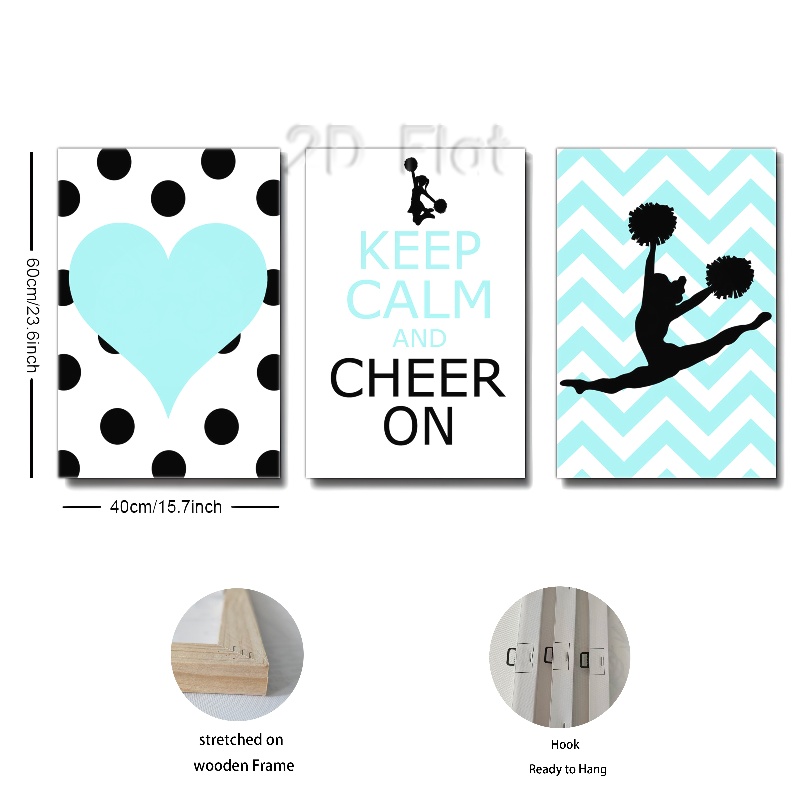 2D Flat
60cm/23.6inch
KEEP
CALM
AND
CHEER
ON
40cm/15.7inch
stretched on
wooden Frame
Hook
Ready to Hang